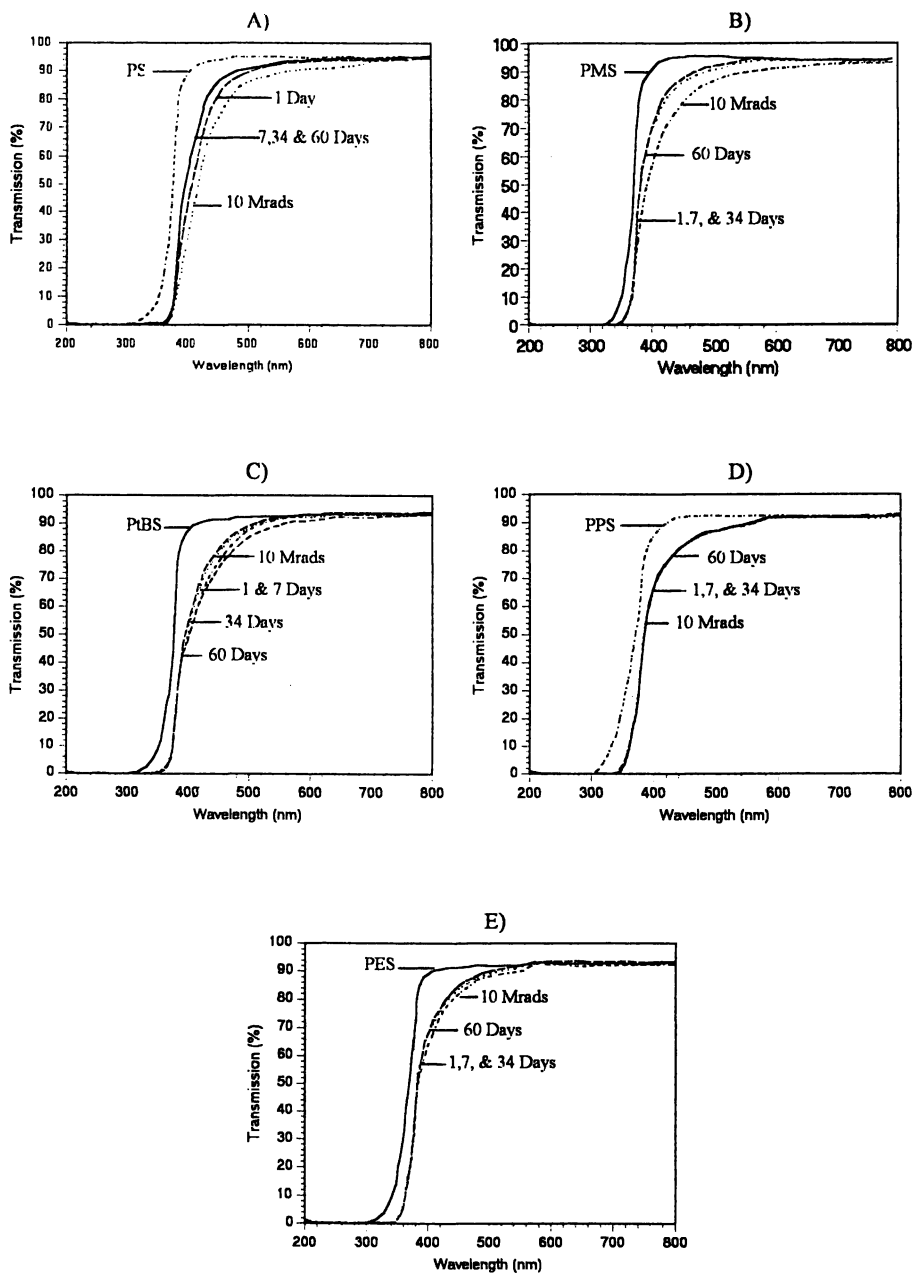 A)
100
90
80
70
60
50
40
30
20
10
0
Transmission (%)
PS
1 Day
7,34 & 60 Days
10 Mrads
200 300 400 500 600 700 800
Wavelength (nm)
B)
100
90
80
70
60
50
40
30
20
10
0
Transmission (%)
PMS
10 Mrads
60 Days
1,7, & 34 Days
200 300 400 500 600 700 800
Wavelength (nm)
C)
100
90
80
70
60
50
40
30
20
10
0
Transmission (%)
PtBS
10 Mrads
1 & 7 Days
34 Days
60 Days
200 300 400 500 600 700 800
Wavelength (nm)
D)
100
90
80
70
60
50
40
30
20
10
0
Transmission (%)
PPS
60 Days
1,7, & 34 Days
10 Mrads
200 300 400 500 600 700 800
Wavelength (nm)
E)
100
90
80
70
60
50
40
30
20
10
0
Transmission (%)
PES
10 Mrads
60 Days
1,7, & 34 Days
200 300 400 500 600 700 800
Wavelength (nm)